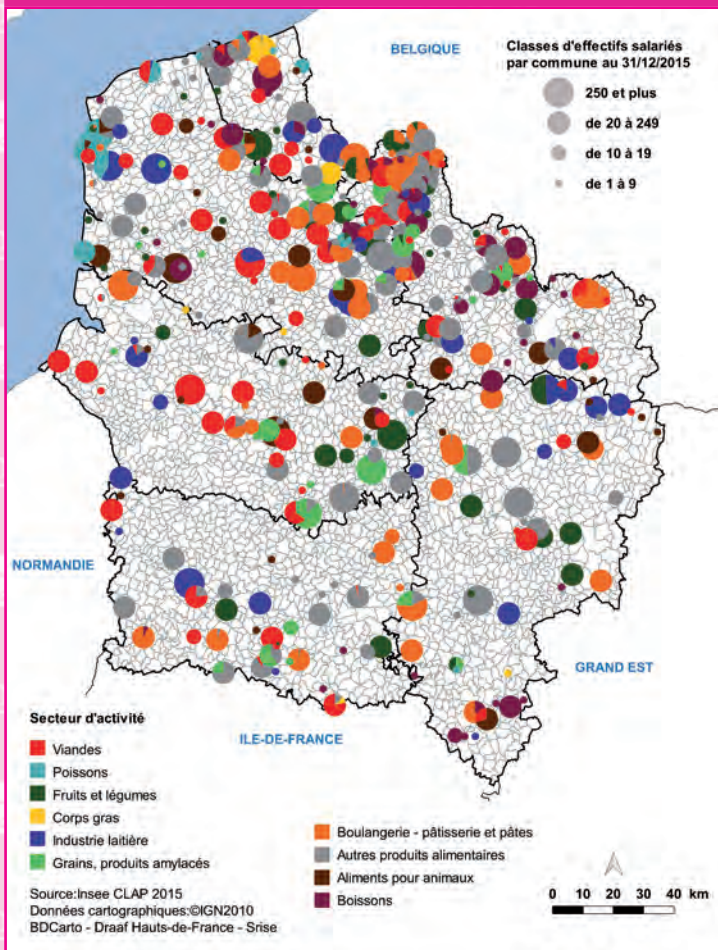 BELGIQUE
Classes d'effectifs salariés
par commune au 31/12/2015
250 et plus
de 20 à 249
de 10 à 19
de 1 à 9
NORMANDIE
GRAND EST
ILE-DE-FRANCE
Secteur d'activité
Viandes
Poissons
Fruits et légumes
Corps gras
Industrie laitière
Grains, produits amylacés
Boulangerie - pâtisserie et pâtes
Autres produits alimentaires
Aliments pour animaux
Boissons
Source:Insee CLAP 2015
Données cartographiques:©IGN2010
BDCarto - Draaf Hauts-de-France - Srise
0 10 20 30 40 km